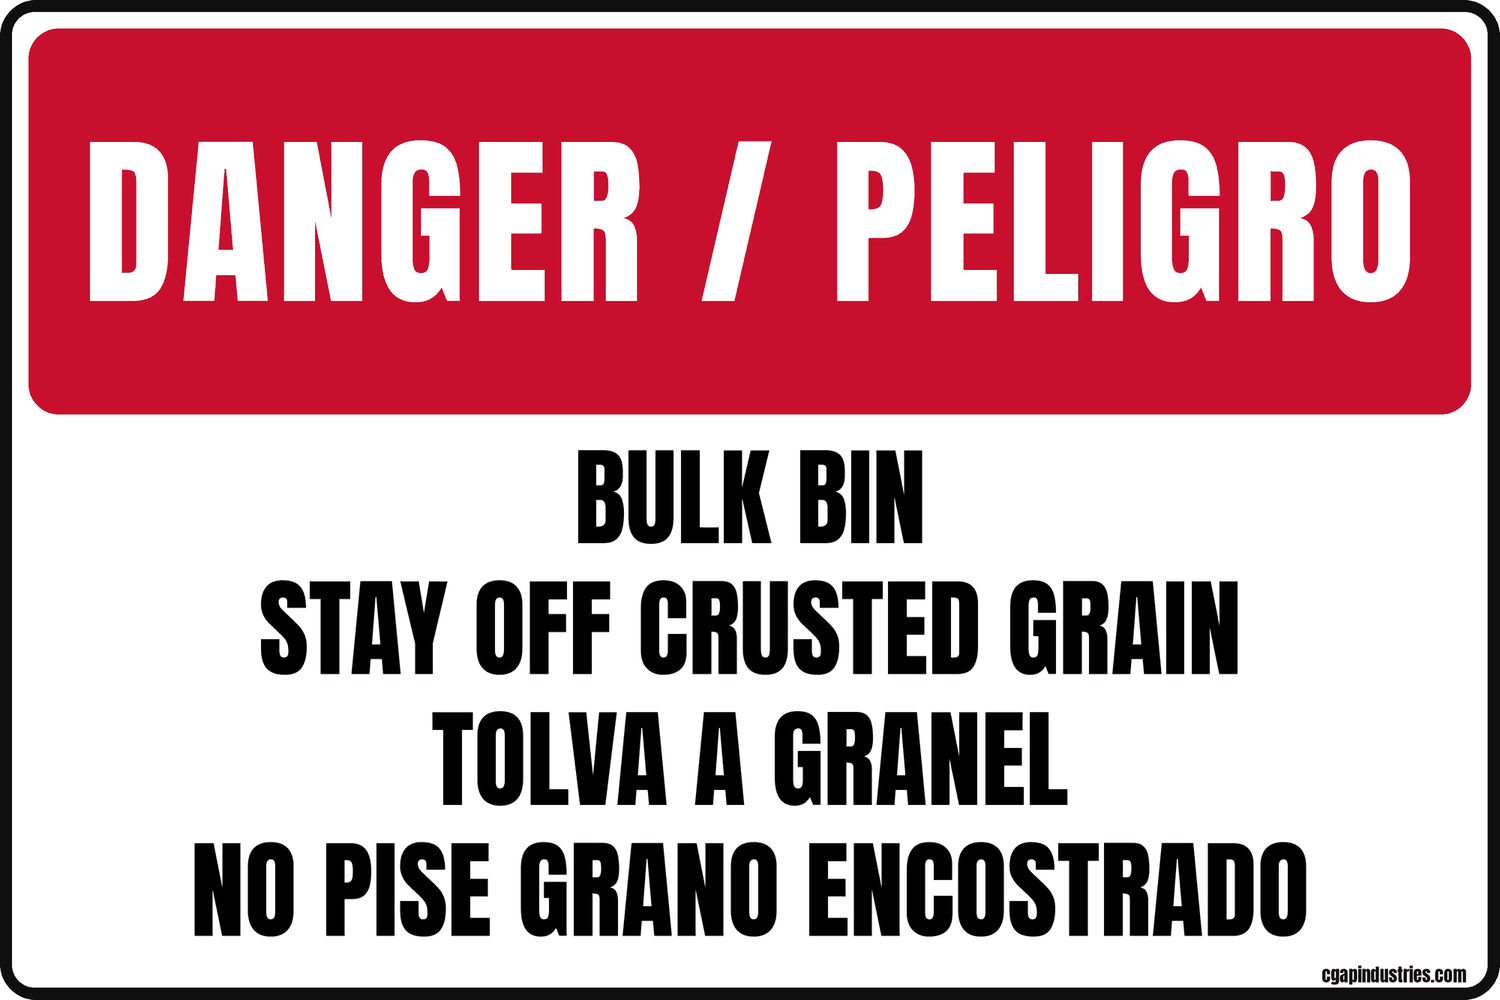 DANGER / PELIGRO
BULK BIN
STAY OFF CRUSTED GRAIN
TOLVA A GRANEL
NO PISE GRANO ENCOSTRADO
cgapindustries.com